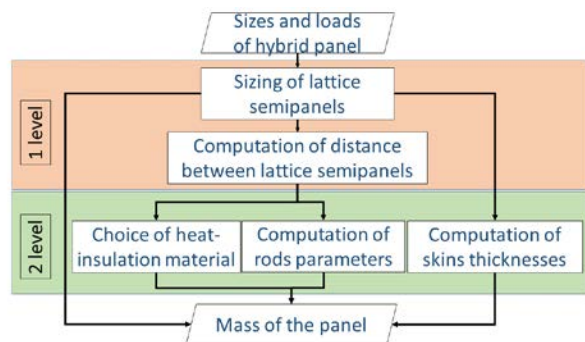 Sizes and loads
of hybrid panel
1 level
Sizing of lattice
semipanels
Computation of distance
between lattice semipanels
2 level
Choice of heat-
insulation material
Computation of
rods parameters
Computation of
skins thicknesses
Mass of the panel